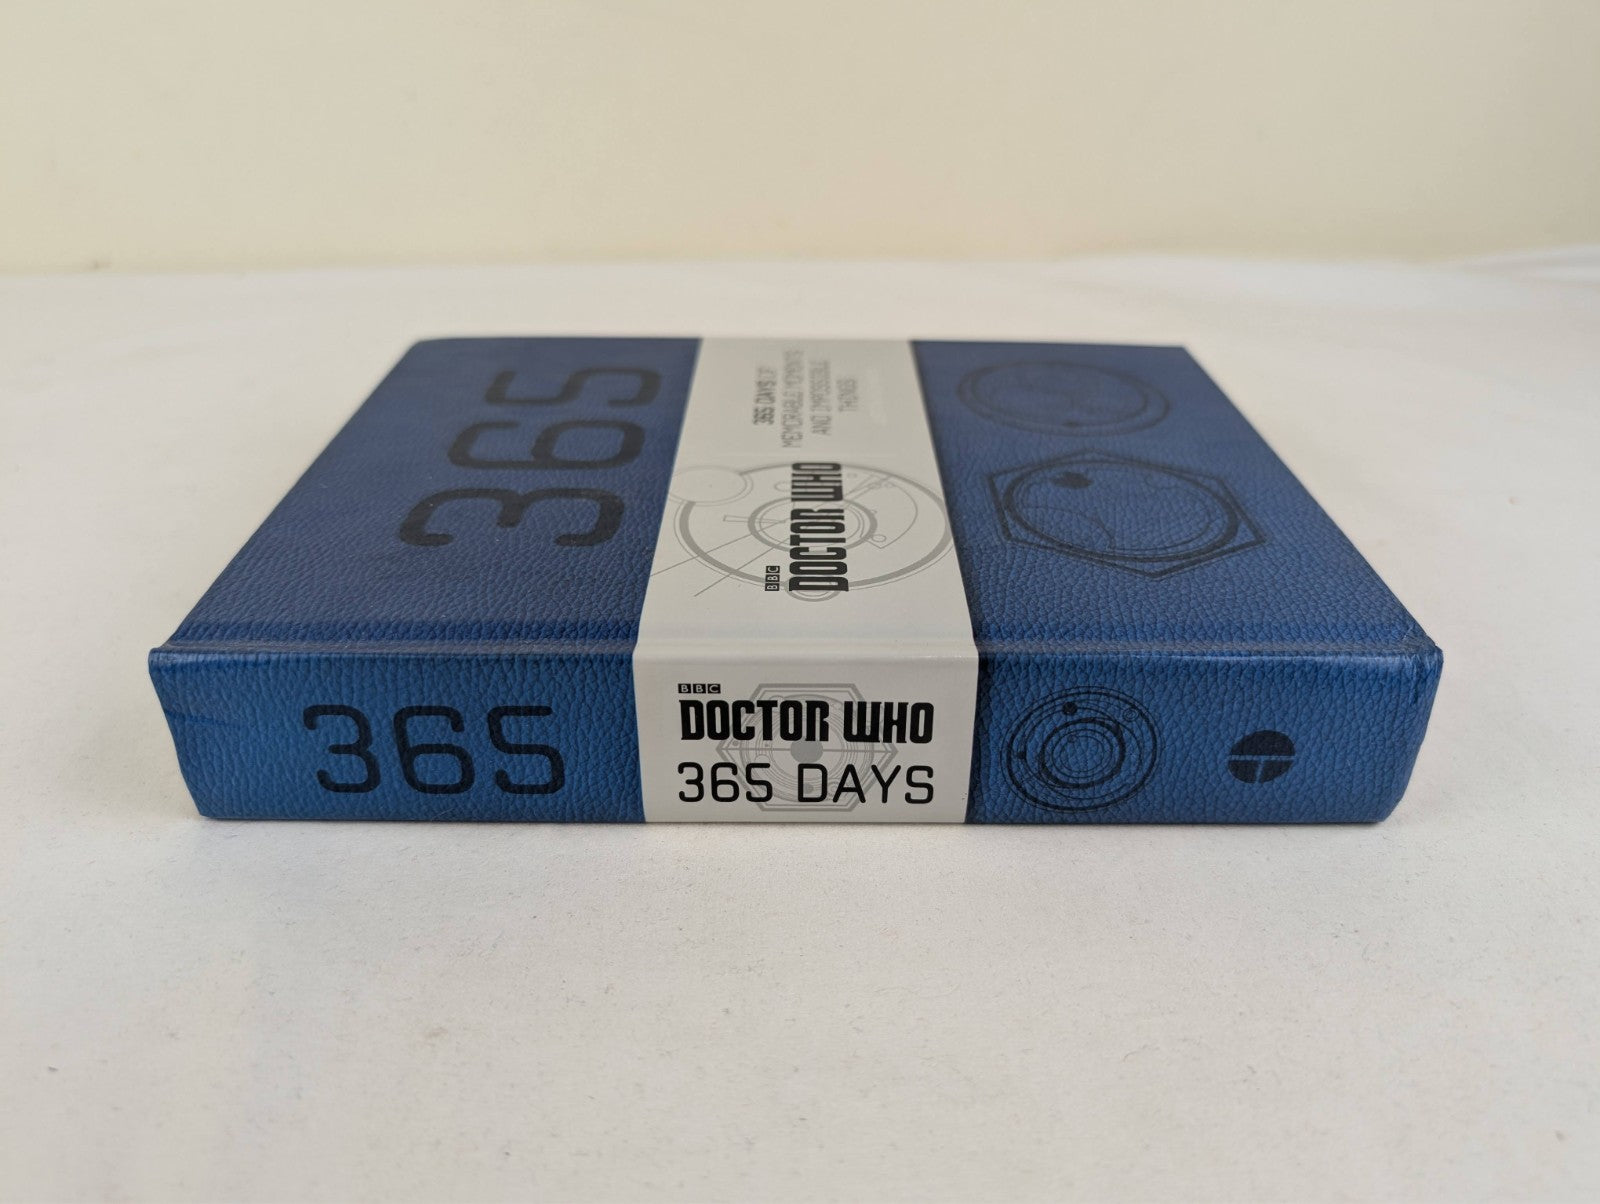 365
365 DAYS OF
MEMORABLE MOMENTS
AND IMPOSSIBLE
THINGS
BBC
DOCTOR WHO
365
BBC
DOCTOR WHO
365 DAYS